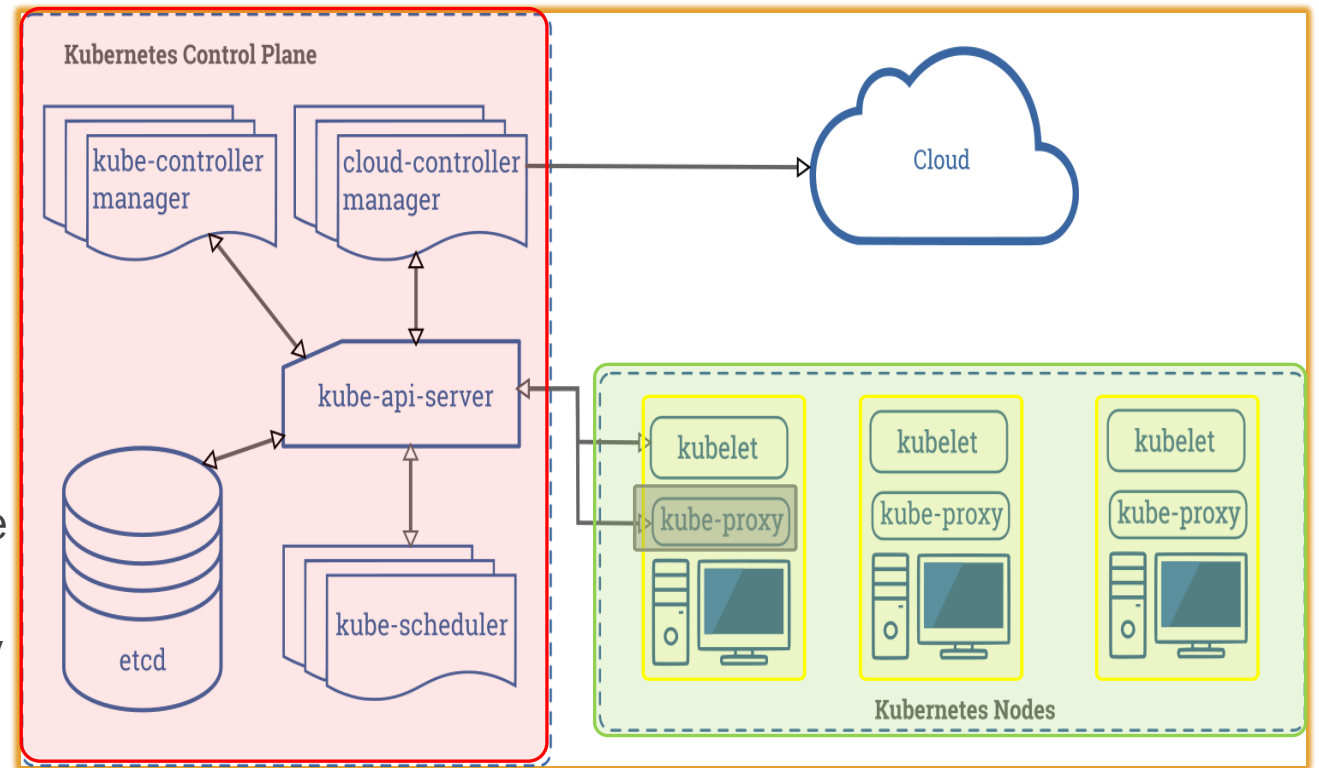 Kubernetes Control Plane
kube-controller
manager
cloud-controller
manager
Cloud
kube-api-server
etcd
kube-scheduler
kubelet
kube-proxy
kubelet
kube-proxy
kubelet
kube-proxy
Kubernetes Nodes